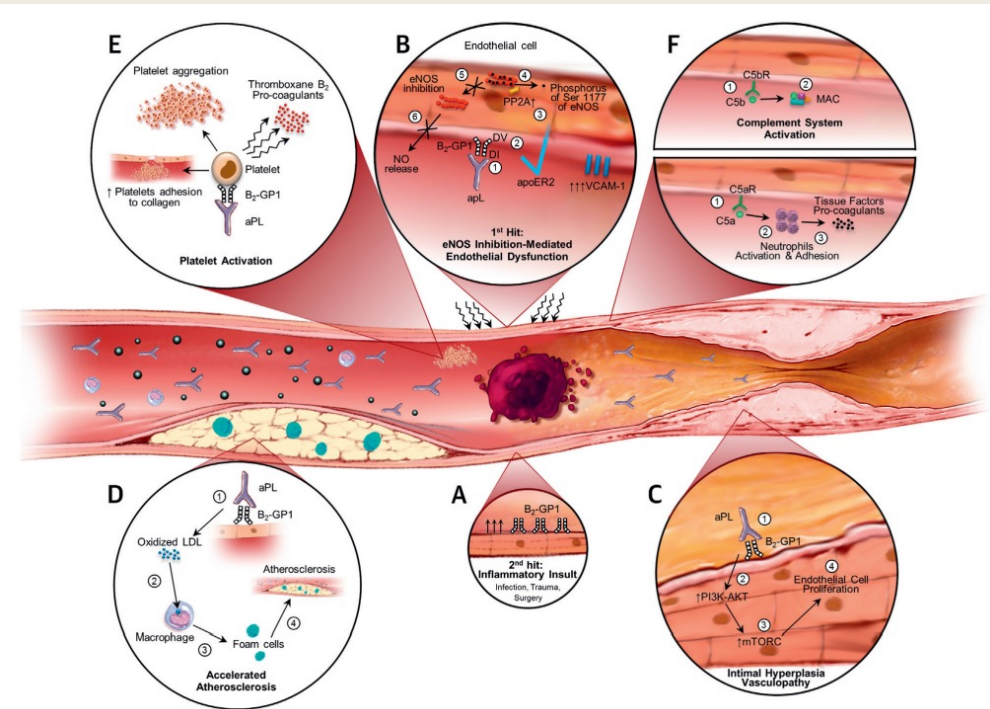 E
Platelet aggregation
Thromboxane B2
Pro-coagulants
Platelet
↑ Platelets adhesion
to collagen
B2-GP1
aPL
Platelet Activation
B
Endothelial cell
eNOS
inhibition
5
4
PP2A↑
Phosphorus
of Ser 1177
of eNOS
3
6
NO
release
B2-GP1
DV
DI
2
1
apL
apoER2
↑↑↑VCAM-1
1st Hit:
eNOS Inhibition-Mediated
Endothelial Dysfunction
F
C5bR
1
C5b
2
MAC
Complement System
Activation
C5aR
1
C5a
2
Tissue Factors
Pro-coagulants
3
Neutrophils
Activation & Adhesion
D
1
aPL
B2-GP1
Oxidized LDL
2
Macrophage
3
Foam cells
4
Atherosclerosis
Accelerated
Atherosclerosis
A
↑↑↑
B2-GP1
2nd hit:
Inflammatory Insult
Infection, Trauma,
Surgery
C
aPL
1
B2-GP1
2
↑PI3K-AKT
3
↑mTORC
4
Endothelial Cell
Proliferation
Intimal Hyperplasia
Vasculopathy